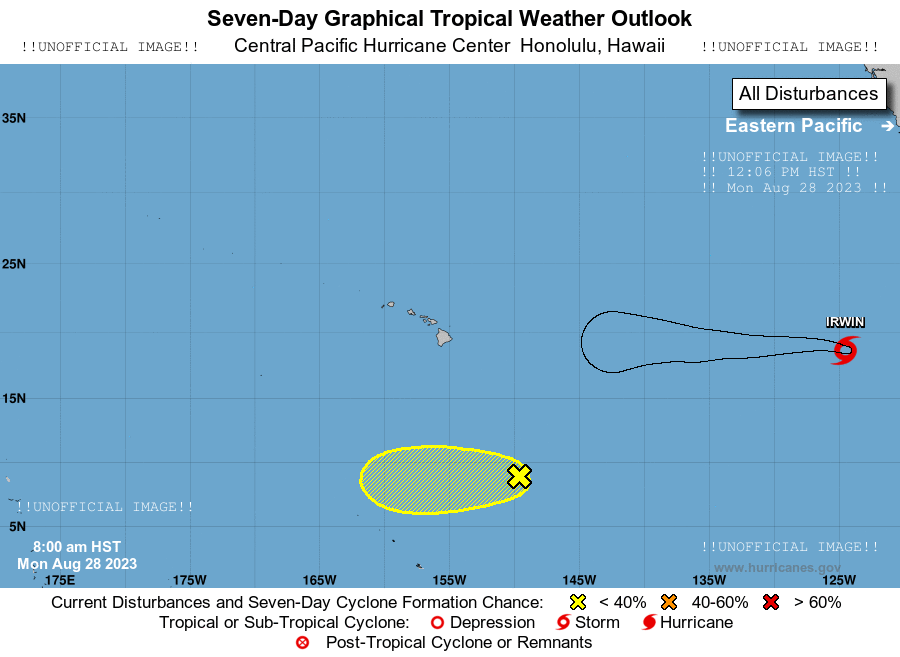 Seven-Day Graphical Tropical Weather Outlook
!!UNOFFICIAL IMAGE!! Central Pacific Hurricane Center Honolulu, Hawaii !!UNOFFICIAL IMAGE!!
All Disturbances
35N
Eastern Pacific ➔
!!UNOFFICIAL IMAGE!!
!! 12:06 PM HST !!
!! Mon Aug 28 2023 !!
25N
IRWIN
15N
!!UNOFFICIAL IMAGE!!
5N
8:00 am HST
!!UNOFFICIAL IMAGE!!
Mon Aug 28 2023
www.hurricanes.gov
175E 175W 165W 155W 145W 135W 125W
Current Disturbances and Seven-Day Cyclone Formation Chance: < 40% 40-60% > 60%
Tropical or Sub-Tropical Cyclone: Depression Storm Hurricane
Post-Tropical Cyclone or Remnants